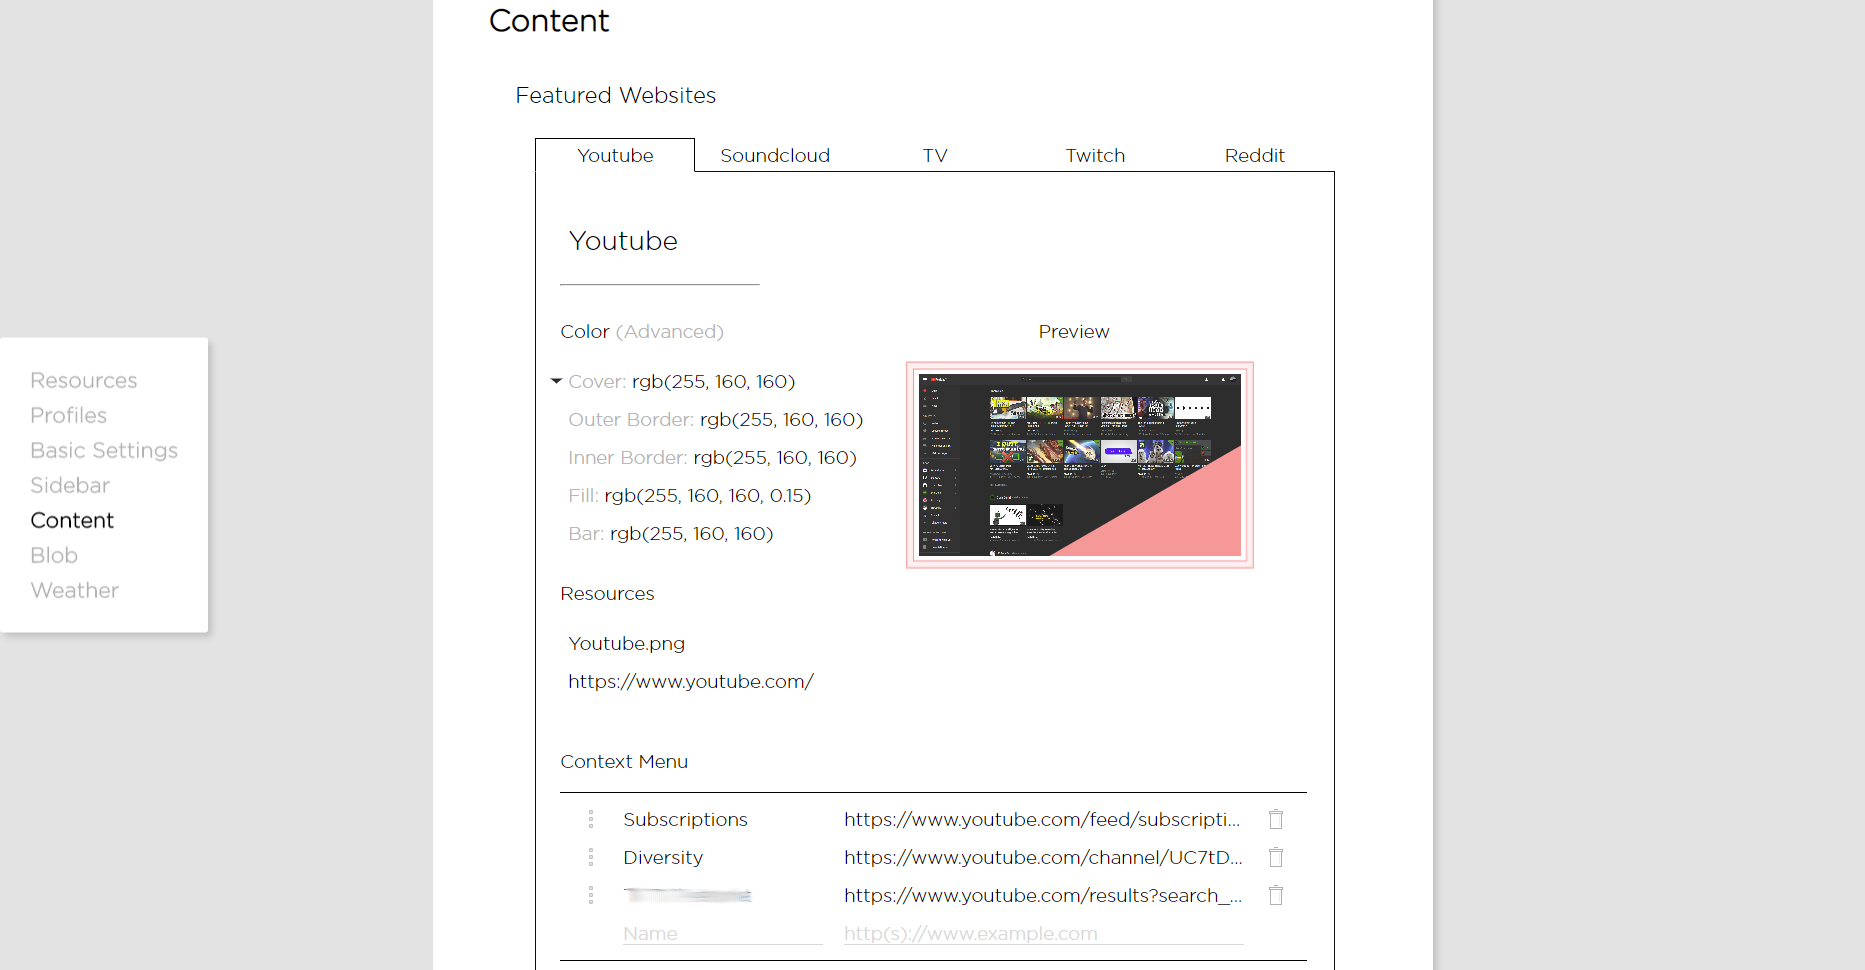 Content
Featured Websites
Youtube Soundcloud TV Twitch Reddit
Youtube
Color (Advanced) Preview
Cover: rgb(255, 160, 160)
Outer Border: rgb(255, 160, 160)
Inner Border: rgb(255, 160, 160)
Fill: rgb(255, 160, 160, 0.15)
Bar: rgb(255, 160, 160)
Resources
Youtube.png
https://www.youtube.com/
Context Menu
Subscriptions https://www.youtube.com/feed/subscripti...
Diversity https://www.youtube.com/channel/UC7tD...
https://www.youtube.com/results?search_...
Name http(s)://www.example.com
Resources
Profiles
Basic Settings
Sidebar
Content
Blob
Weather